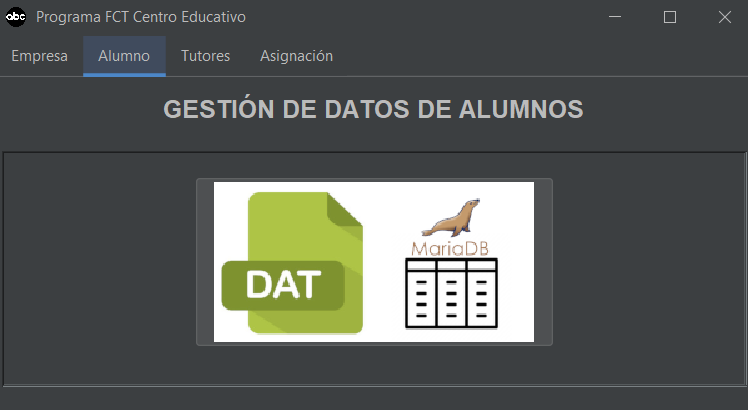 abc Programa FCT Centro Educativo
Empresa Alumno Tutores Asignación
GESTIÓN DE DATOS DE ALUMNOS
DAT
MariaDB